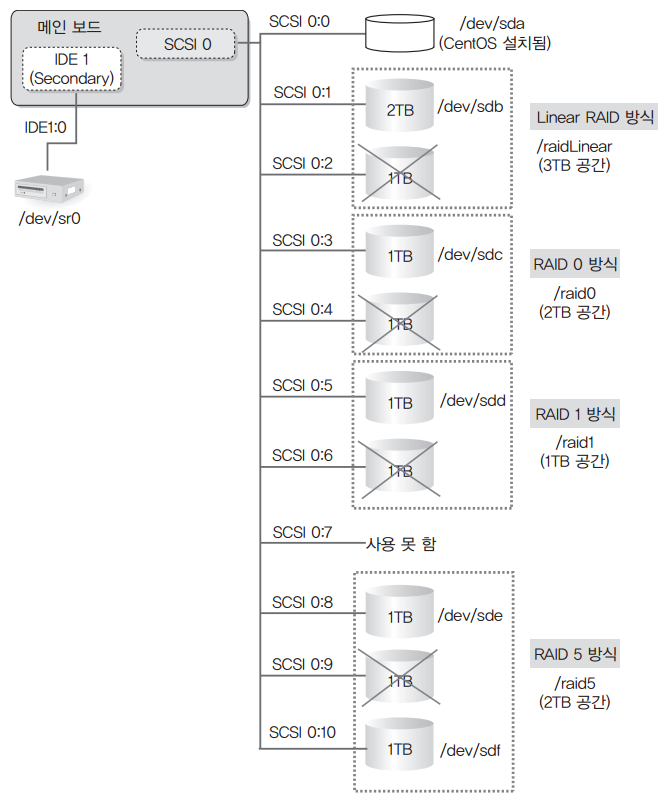 메인 보드
SCSI 0
IDE 1
(Secondary)
IDE1:0
/dev/sr0
SCSI 0:0
/dev/sda
(CentOS 설치됨)
SCSI 0:1
2TB
/dev/sdb
SCSI 0:2
1TB
Linear RAID 방식
/raidLinear
(3TB 공간)
SCSI 0:3
1TB
/dev/sdc
SCSI 0:4
1TB
RAID 0 방식
/raid0
(2TB 공간)
SCSI 0:5
1TB
/dev/sdd
SCSI 0:6
1TB
RAID 1 방식
/raid1
(1TB 공간)
SCSI 0:7
사용 못 함
SCSI 0:8
1TB
/dev/sde
SCSI 0:9
1TB
SCSI 0:10
1TB
/dev/sdf
RAID 5 방식
/raid5
(2TB 공간)